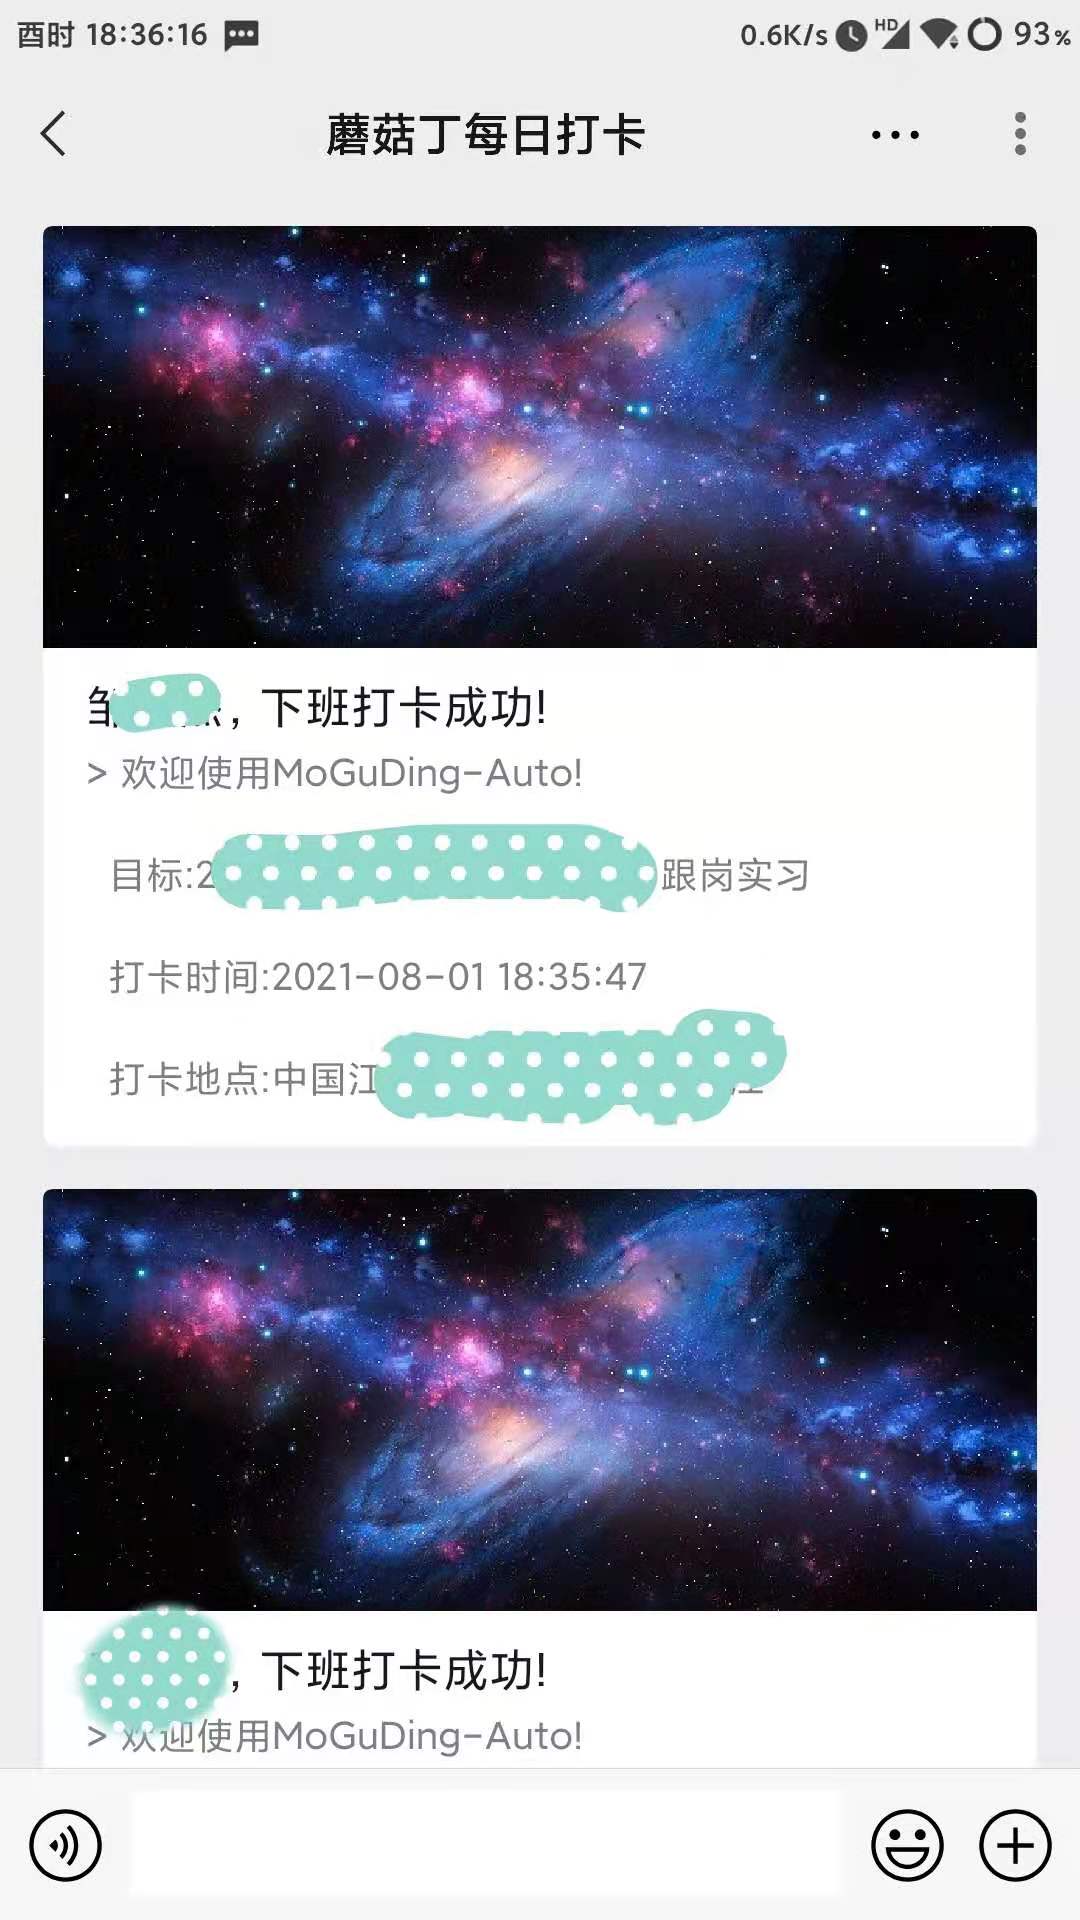 酉时 18:36:16
0.6K/s HD 93%
蘑菇丁每日打卡
邹 ，下班打卡成功!
> 欢迎使用MoGuDing-Auto!
目标:2 跟岗实习
打卡时间:2021-08-01 18:35:47
打卡地点:中国江
，下班打卡成功!
> 欢迎使用MoGuDing-Auto!